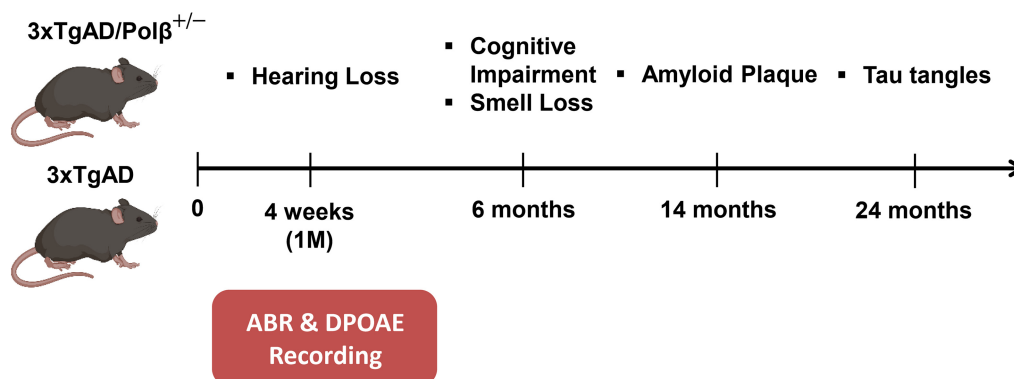 3xTgAD/Polβ+/−
▪ Hearing Loss
▪ Cognitive
Impairment
▪ Smell Loss
▪ Amyloid Plaque
▪ Tau tangles
3xTgAD
0
4 weeks
(1M)
6 months
14 months
24 months
ABR & DPOAE
Recording